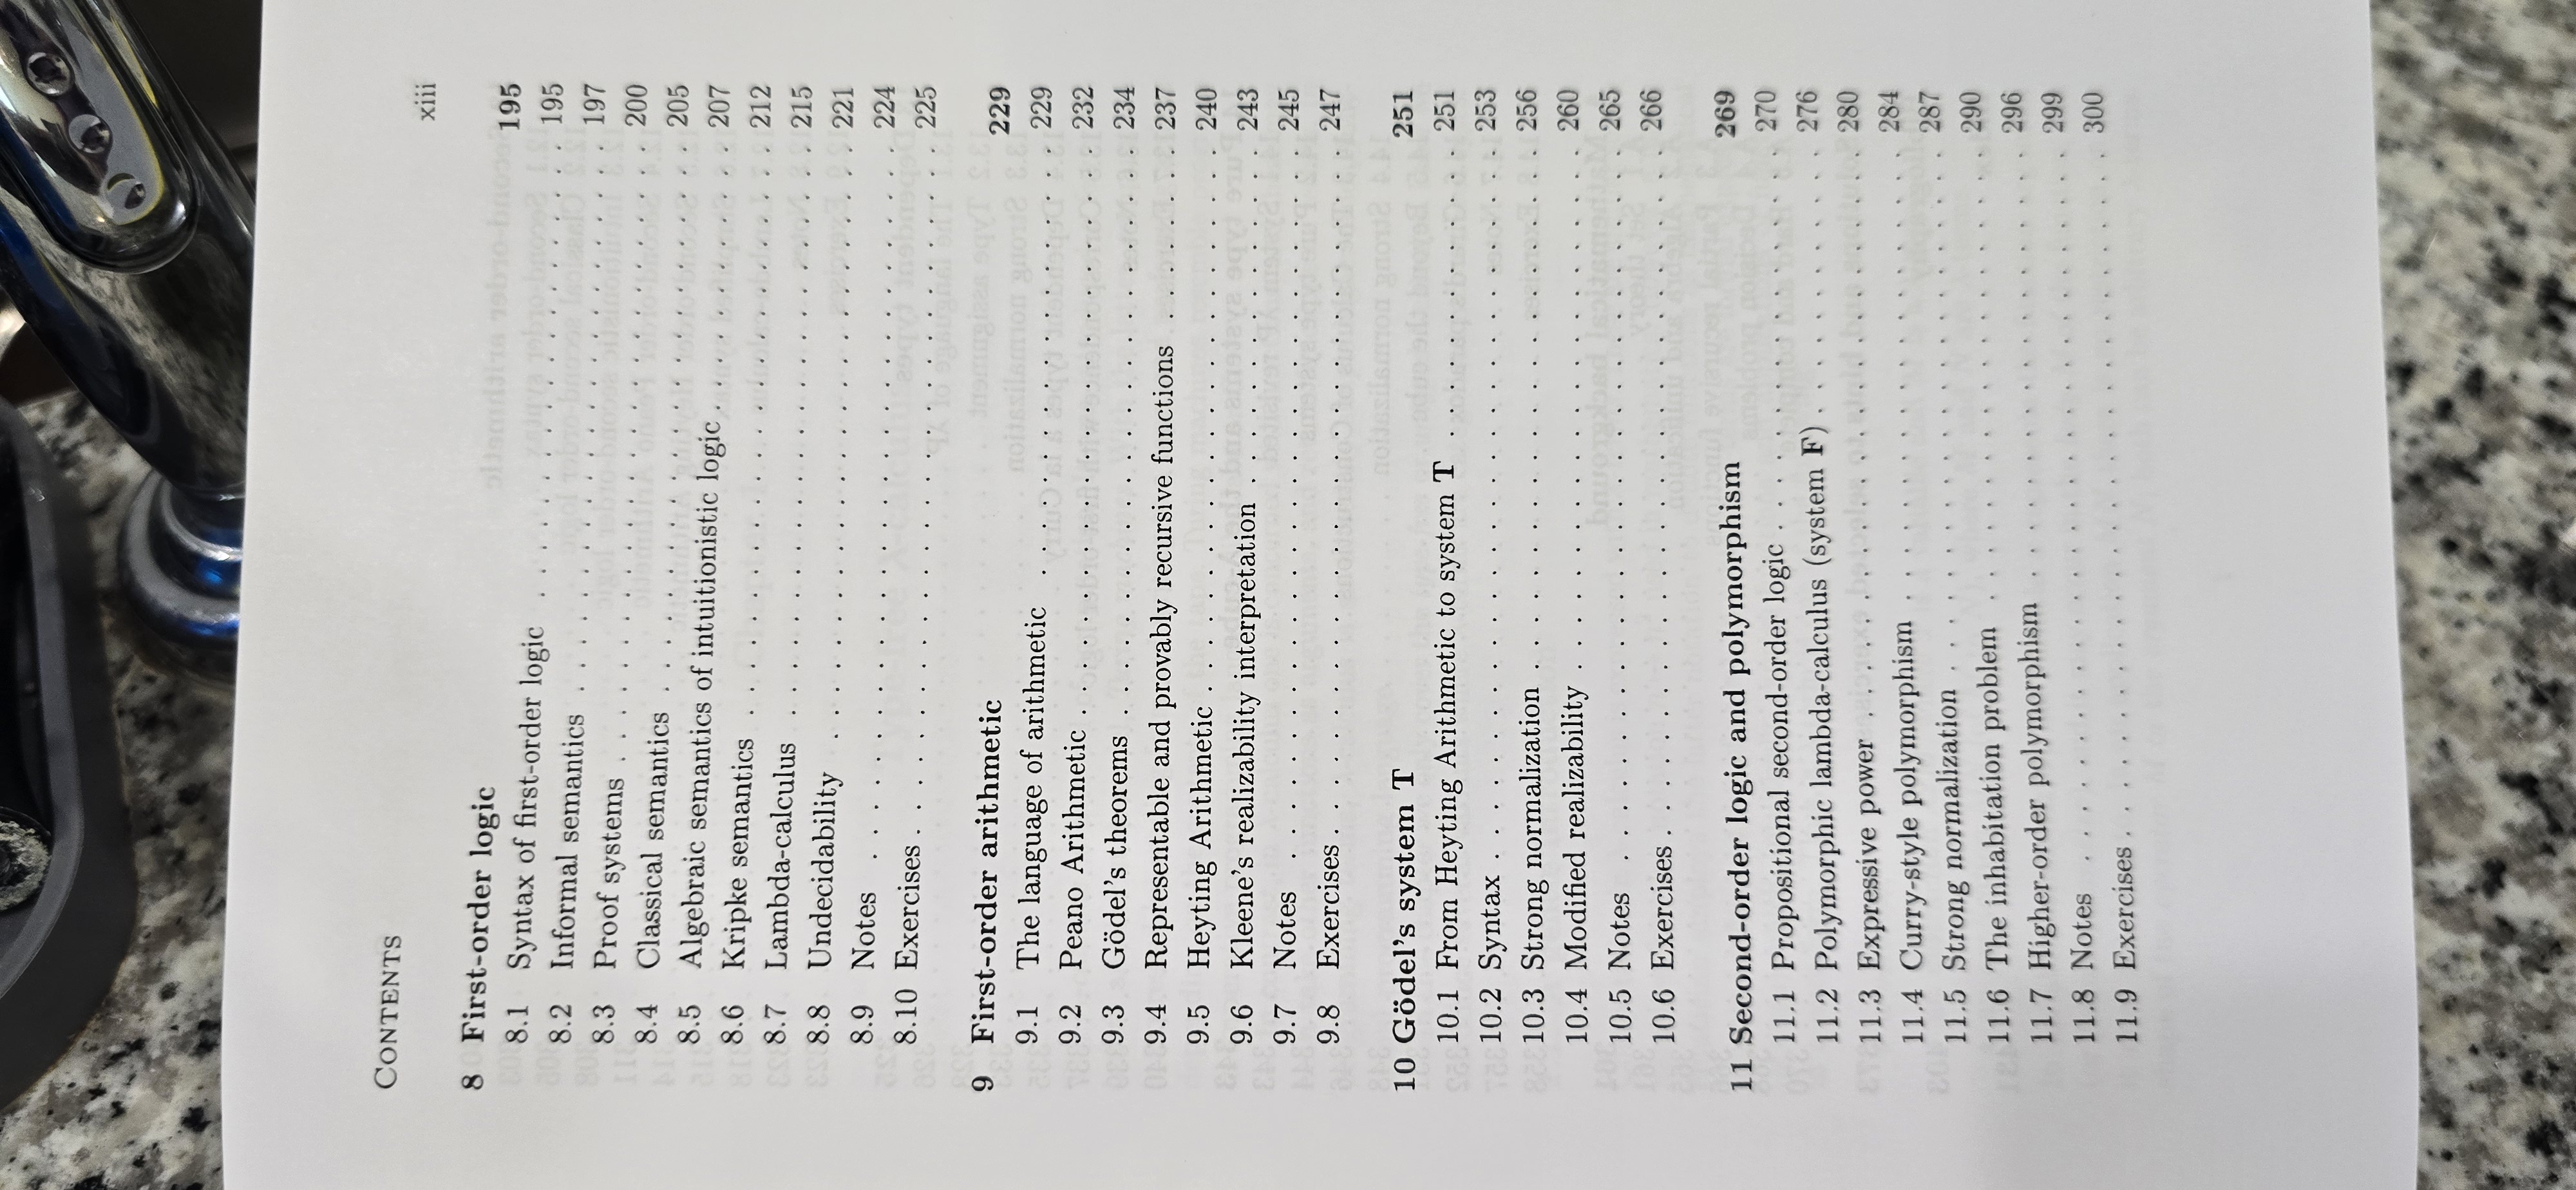 CONTENTS xiii
8 First-order logic 195
8.1 Syntax of first-order logic . . . . . . . . . . . . . . . . . . . 195
8.2 Informal semantics . . . . . . . . . . . . . . . . . . . . . . . 197
8.3 Proof systems . . . . . . . . . . . . . . . . . . . . . . . . . . 200
8.4 Classical semantics . . . . . . . . . . . . . . . . . . . . . . . 205
8.5 Algebraic semantics of intuitionistic logic . . . . . . . . . . . 207
8.6 Kripke semantics . . . . . . . . . . . . . . . . . . . . . . . . 212
8.7 Lambda-calculus . . . . . . . . . . . . . . . . . . . . . . . . 215
8.8 Undecidability . . . . . . . . . . . . . . . . . . . . . . . . . 221
8.9 Notes . . . . . . . . . . . . . . . . . . . . . . . . . . . . . . 224
8.10 Exercises . . . . . . . . . . . . . . . . . . . . . . . . . . . . 225
9 First-order arithmetic 229
9.1 The language of arithmetic . . . . . . . . . . . . . . . . . . 229
9.2 Peano Arithmetic . . . . . . . . . . . . . . . . . . . . . . . . 232
9.3 Gödel's theorems . . . . . . . . . . . . . . . . . . . . . . . . 234
9.4 Representable and provably recursive functions . . . . . . . 237
9.5 Heyting Arithmetic . . . . . . . . . . . . . . . . . . . . . . . 240
9.6 Kleene's realizability interpretation . . . . . . . . . . . . . . 243
9.7 Notes . . . . . . . . . . . . . . . . . . . . . . . . . . . . . . 245
9.8 Exercises . . . . . . . . . . . . . . . . . . . . . . . . . . . . 247
10 Gödel's system T 251
10.1 From Heyting Arithmetic to system T . . . . . . . . . . . . 251
10.2 Syntax . . . . . . . . . . . . . . . . . . . . . . . . . . . . . 253
10.3 Strong normalization . . . . . . . . . . . . . . . . . . . . . . 256
10.4 Modified realizability . . . . . . . . . . . . . . . . . . . . . 260
10.5 Notes . . . . . . . . . . . . . . . . . . . . . . . . . . . . . . 265
10.6 Exercises . . . . . . . . . . . . . . . . . . . . . . . . . . . . 266
11 Second-order logic and polymorphism 269
11.1 Propositional second-order logic . . . . . . . . . . . . . . . 270
11.2 Polymorphic lambda-calculus (system F) . . . . . . . . . . . 276
11.3 Expressive power . . . . . . . . . . . . . . . . . . . . . . . . 280
11.4 Curry-style polymorphism . . . . . . . . . . . . . . . . . . . 284
11.5 Strong normalization . . . . . . . . . . . . . . . . . . . . . . 287
11.6 The inhabitation problem . . . . . . . . . . . . . . . . . . . 290
11.7 Higher-order polymorphism . . . . . . . . . . . . . . . . . . 296
11.8 Notes . . . . . . . . . . . . . . . . . . . . . . . . . . . . . . 299
11.9 Exercises . . . . . . . . . . . . . . . . . . . . . . . . . . . . 300